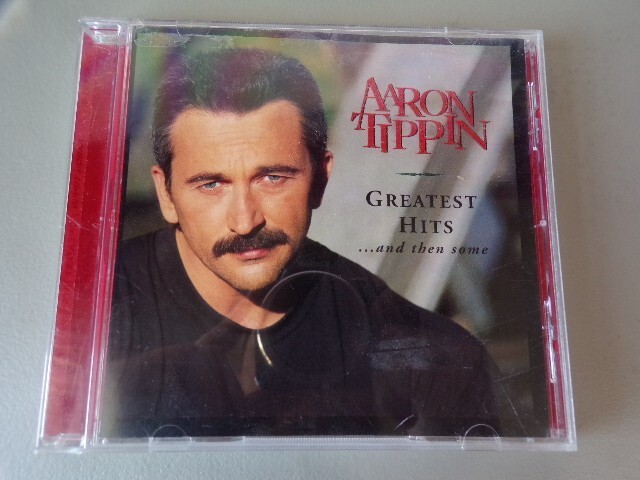 AARON
TIPPIN
GREATEST
HITS
...and then some